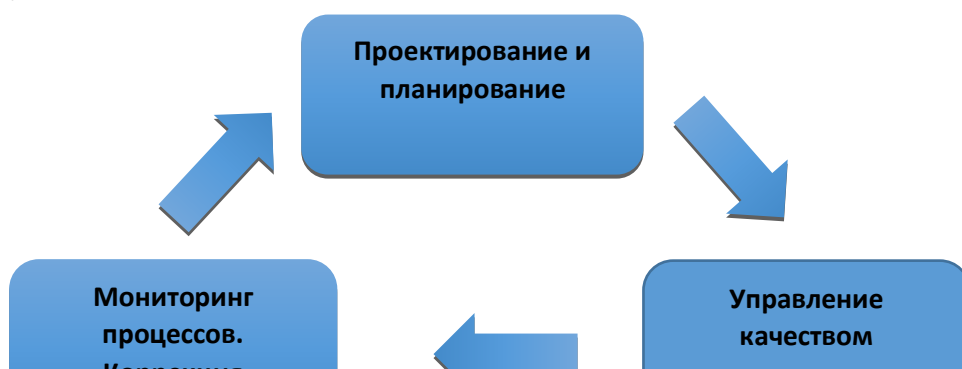 Проектирование и
планирование
Мониторинг
процессов.
Управление
качеством